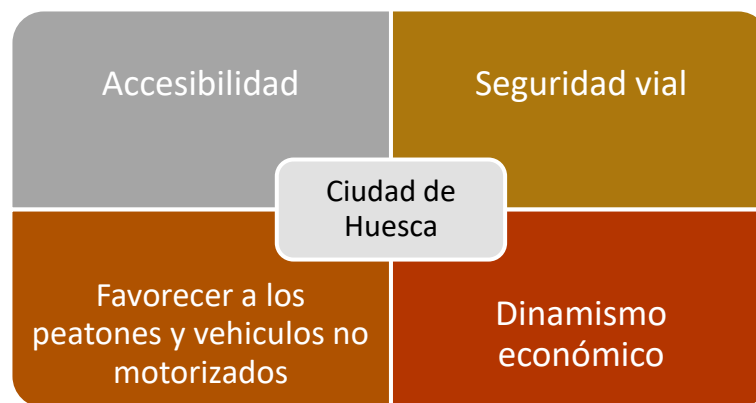 Accesibilidad
Seguridad vial
Ciudad de
Huesca
Favorecer a los
peatones y vehiculos no
motorizados
Dinamismo
económico